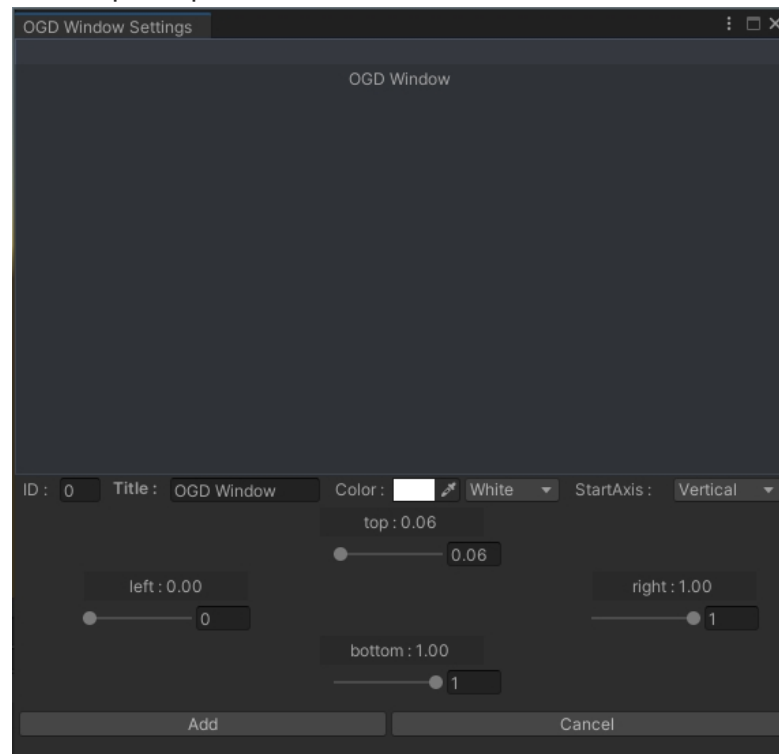 OGD Window Settings
OGD Window
ID : 0 Title : OGD Window Color : White StartAxis : Vertical
top : 0.06
0.06
left : 0.00 right : 1.00
0 1
bottom : 1.00
1
Add Cancel